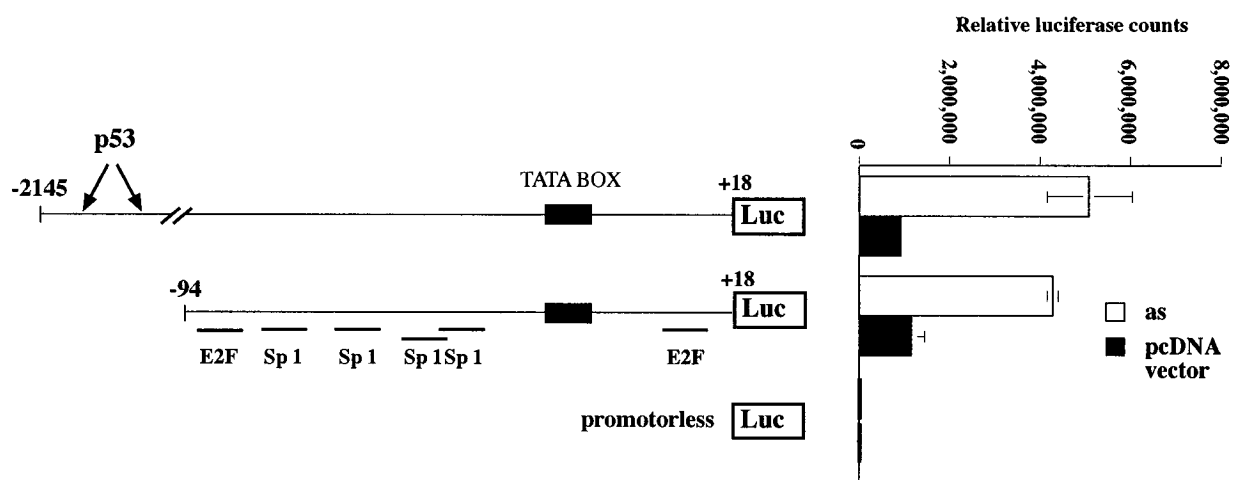 Relative luciferase counts
0
2,000,000
4,000,000
6,000,000
8,000,000
p53
-2145
TATA BOX
+18
Luc
-94
+18
Luc
E2F
Sp 1
Sp 1
Sp 1
Sp 1
E2F
promotorless
Luc
as
pcDNA
vector